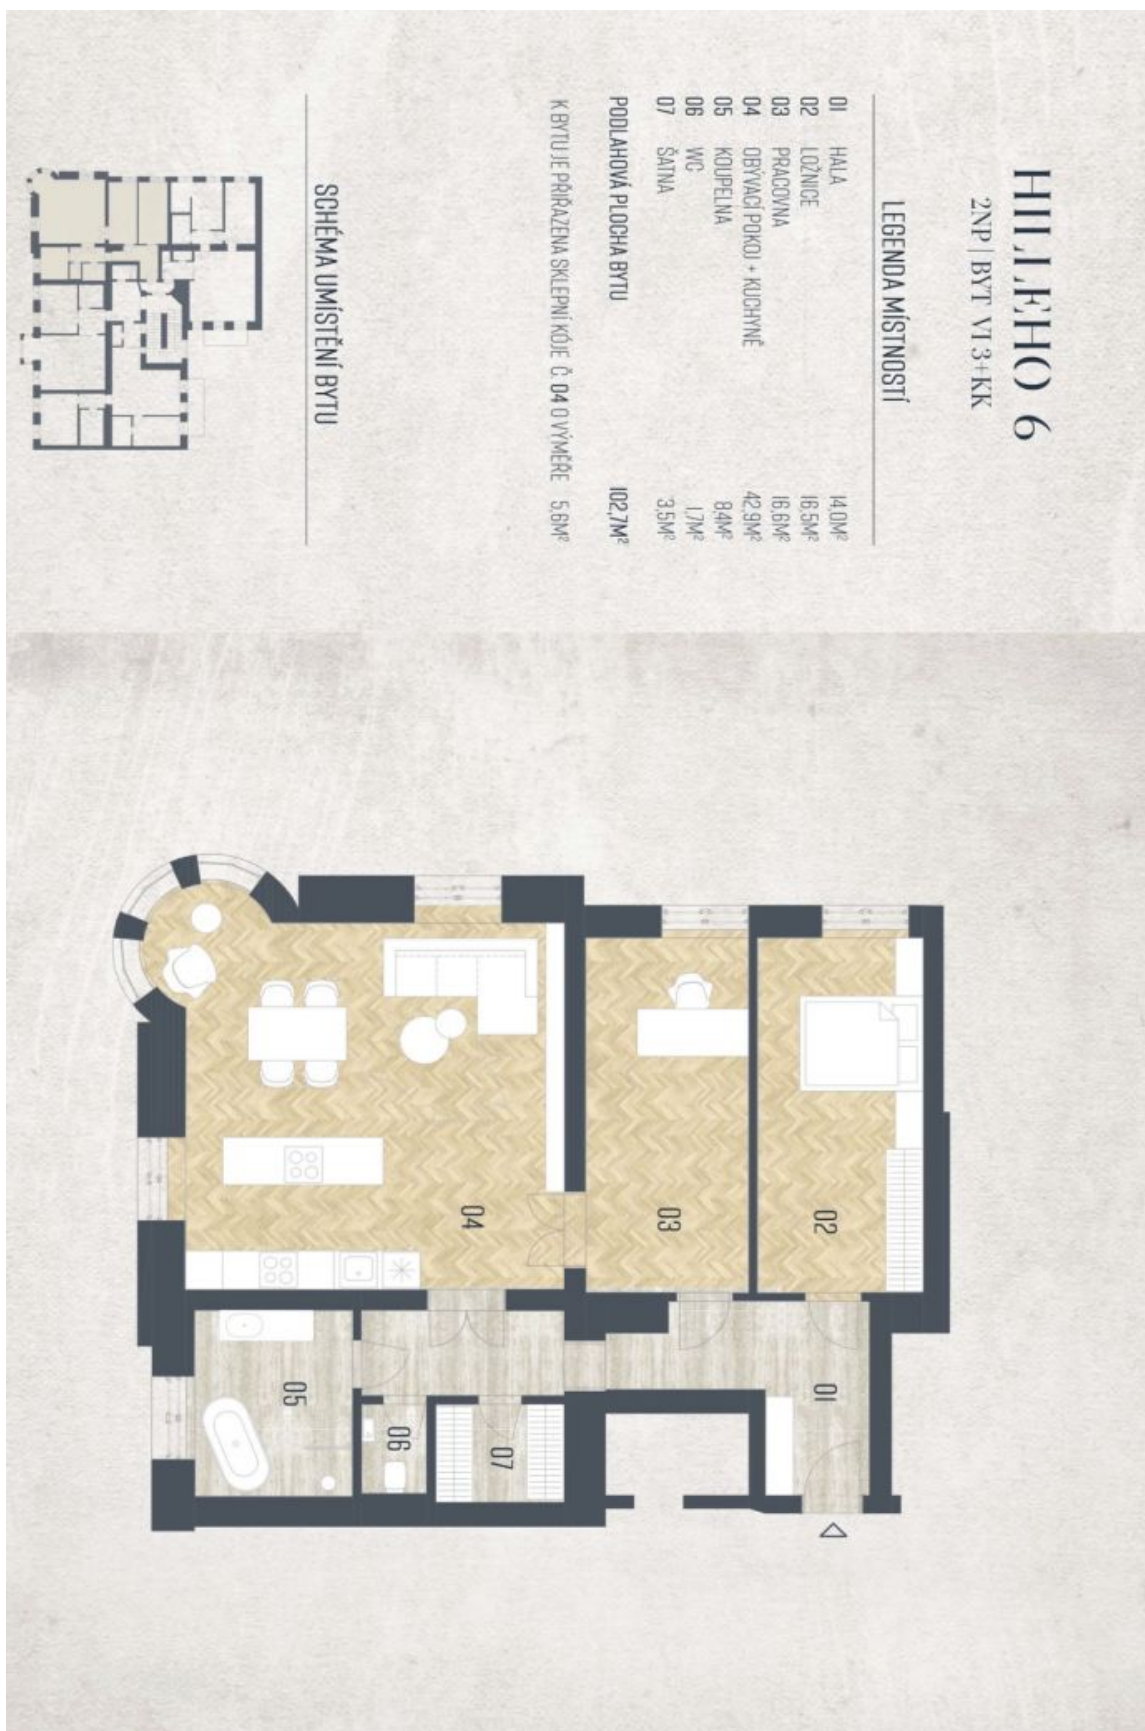 HILLEHO 6
2NP | BYT VI 3+KK
LEGENDA MÍSTNOSTÍ
01 HALA 14,0M²
02 LOŽNICE 16,5M²
03 PRACOVNA 16,6M²
04 OBÝVACÍ POKOJ + KUCHYNĚ 42,9M²
05 KOUPELNA 8,4M²
06 WC 1,7M²
07 ŠATNA 3,5M²
PODLAHOVÁ PLOCHA BYTU 102,7M²
K BYTU JE PŘIŘAZENA SKLEPNÍ KÓJE Č. 04 O VÝMĚŘE 5,6M²
SCHÉMA UMÍSTĚNÍ BYTU
02
03
04
01
05
06
07